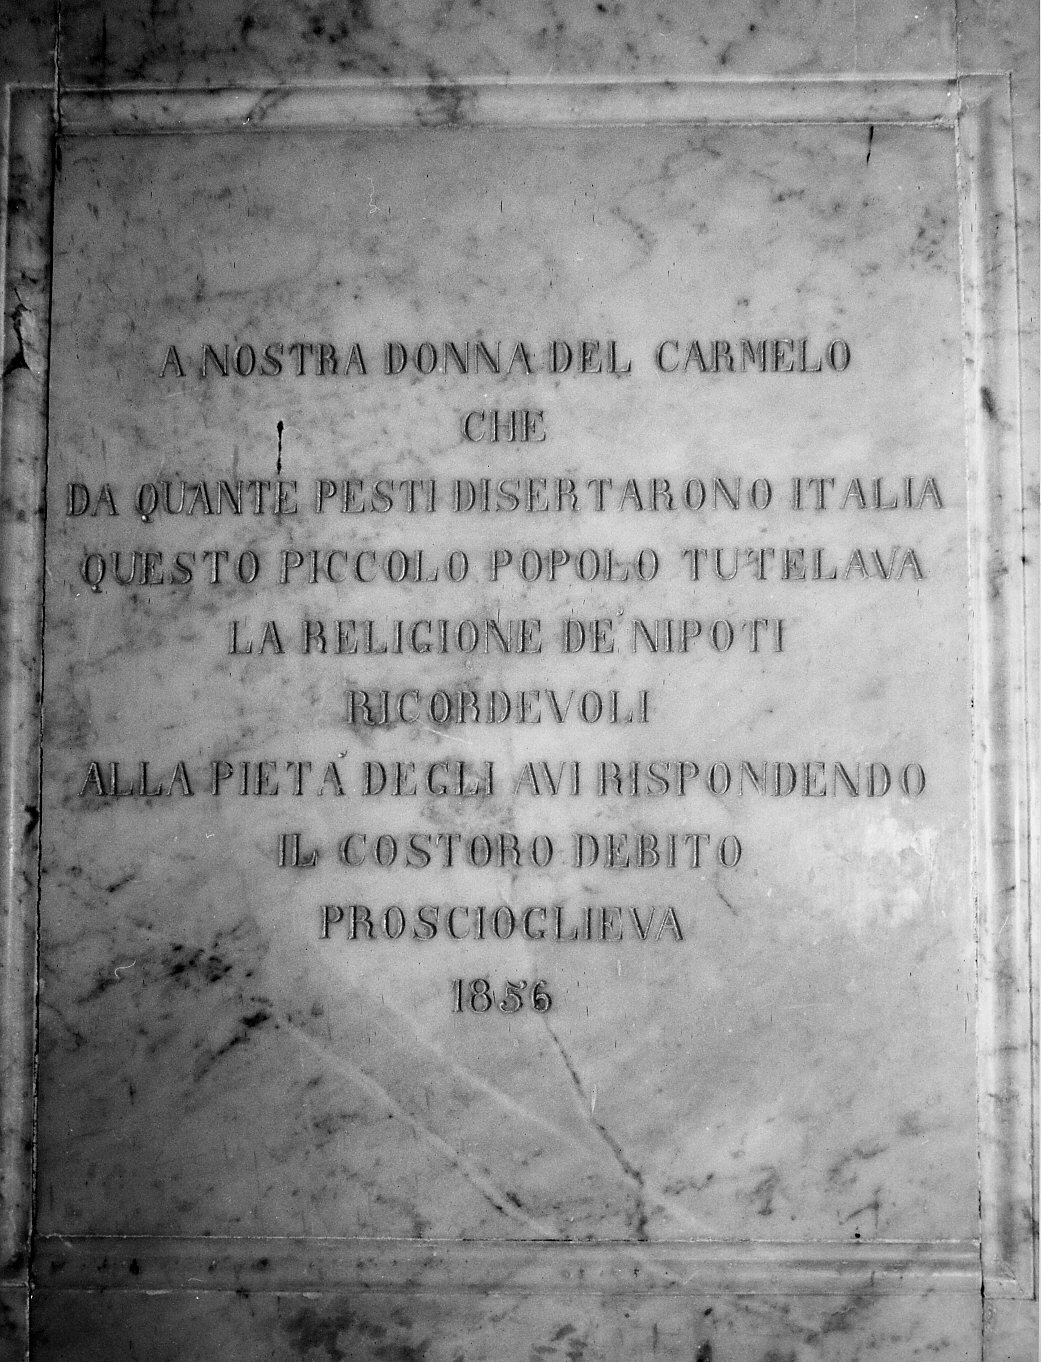 A NOSTRA DONNA DEL CARMELO
CHE
DA QUANTE PESTI DISERTARONO ITALIA
QUESTO PICCOLO POPOLO TUTELAVA
LA RELIGIONE DE' NIPOTI
RICORDEVOLI
ALLA PIETA' DEGLI AVI RISPONDENDO
IL COSTORO DEBITO
PROSCIOGLIEVA
1856